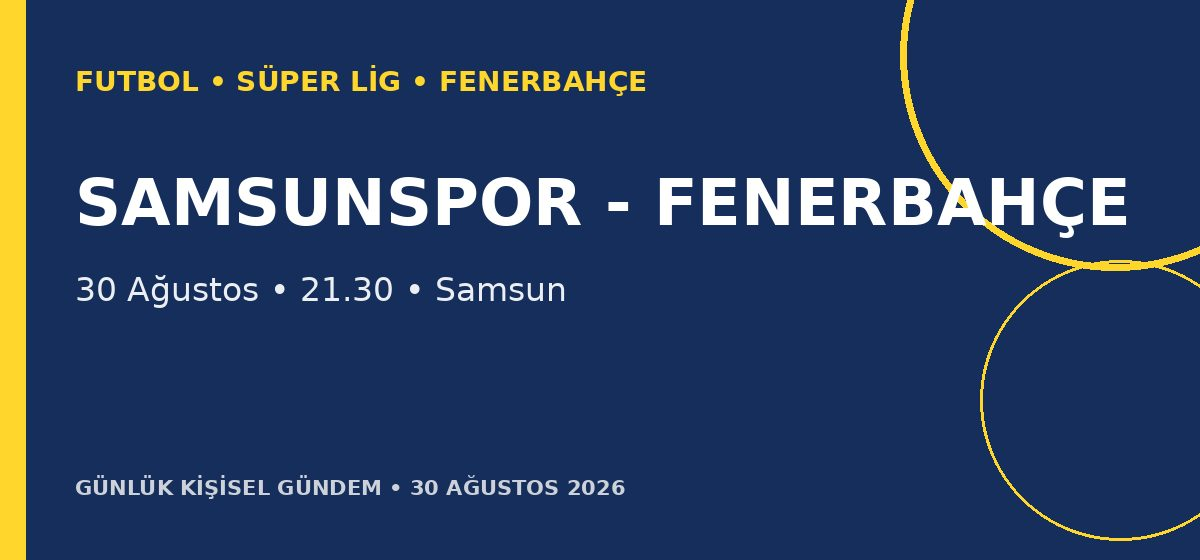 FUTBOL • SÜPER LİG • FENERBAHÇE
SAMSUNSPOR - FENERBAHÇE
30 Ağustos • 21.30 • Samsun
GÜNLÜK KİŞİSEL GÜNDEM • 30 AĞUSTOS 2026